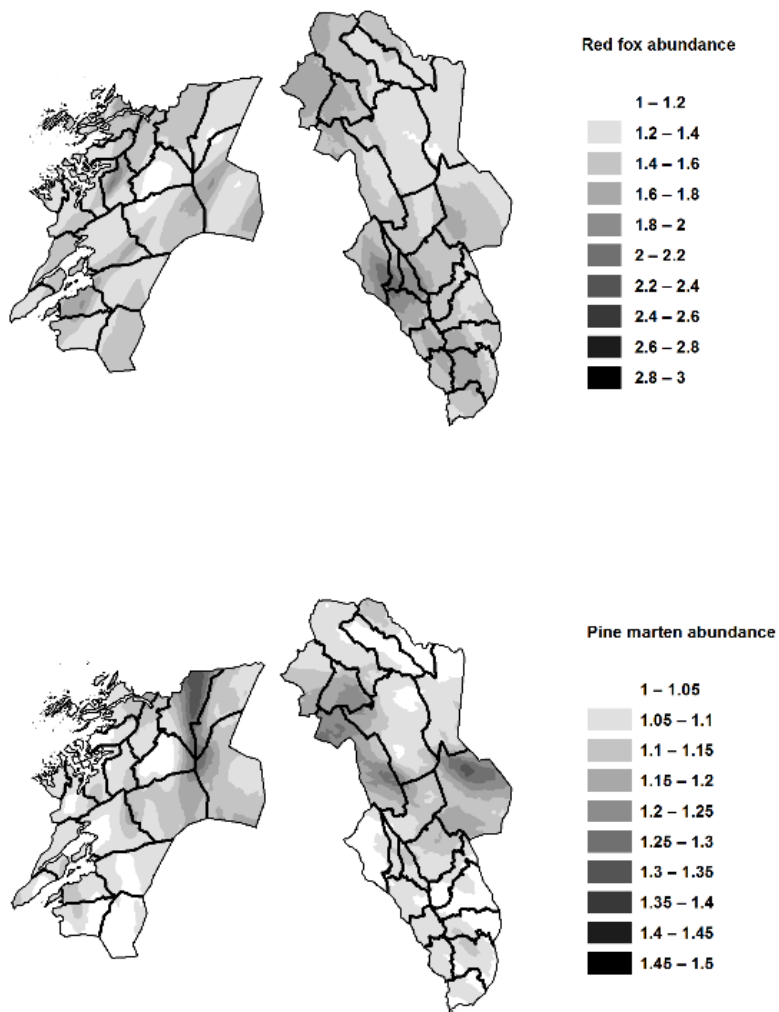 Red fox abundance
1 – 1.2
1.2 – 1.4
1.4 – 1.6
1.6 – 1.8
1.8 – 2
2 – 2.2
2.2 – 2.4
2.4 – 2.6
2.6 – 2.8
2.8 – 3
Pine marten abundance
1 – 1.05
1.05 – 1.1
1.1 – 1.15
1.15 – 1.2
1.2 – 1.25
1.25 – 1.3
1.3 – 1.35
1.35 – 1.4
1.4 – 1.45
1.45 – 1.5